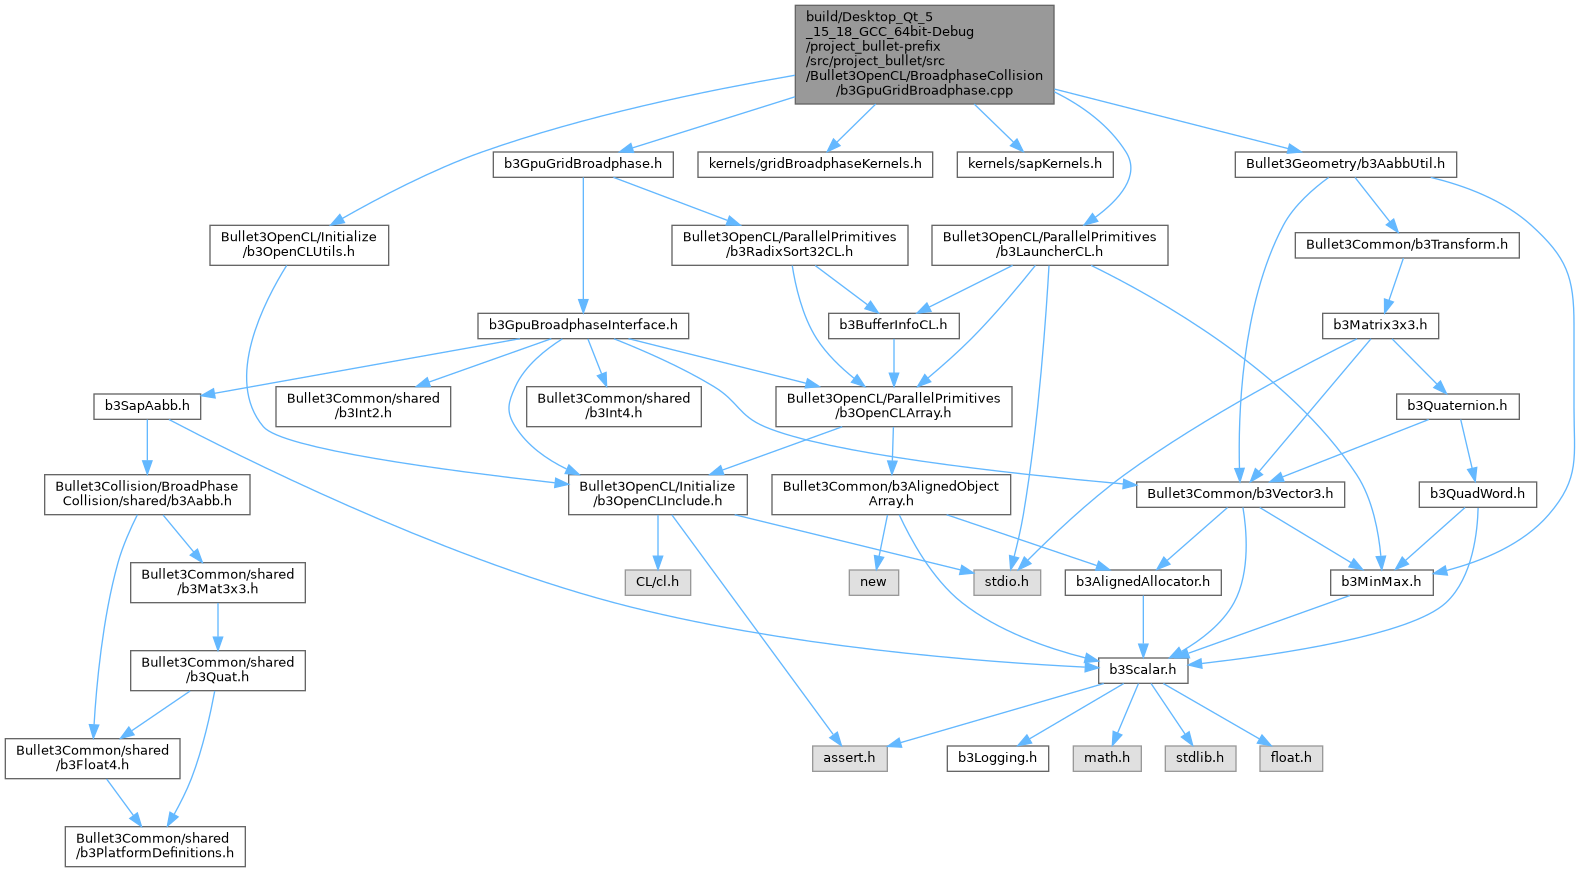 build/Desktop_Qt_5
_15_18_GCC_64bit-Debug
/project_bullet-prefix
/src/project_bullet/src
/Bullet3OpenCL/BroadphaseCollision
/b3GpuGridBroadphase.cpp
b3GpuGridBroadphase.h
kernels/gridBroadphaseKernels.h
kernels/sapKernels.h
Bullet3Geometry/b3AabbUtil.h
Bullet3OpenCL/Initialize
/b3OpenCLUtils.h
Bullet3OpenCL/ParallelPrimitives
/b3RadixSort32CL.h
Bullet3OpenCL/ParallelPrimitives
/b3LauncherCL.h
Bullet3Common/b3Transform.h
b3GpuBroadphaseInterface.h
b3BufferInfoCL.h
b3Matrix3x3.h
b3SapAabb.h
Bullet3Common/shared
/b3Int2.h
Bullet3Common/shared
/b3Int4.h
Bullet3OpenCL/ParallelPrimitives
/b3OpenCLArray.h
b3Quaternion.h
Bullet3Collision/BroadPhase
Collision/shared/b3Aabb.h
Bullet3OpenCL/Initialize
/b3OpenCLInclude.h
Bullet3Common/b3AlignedObject
Array.h
Bullet3Common/b3Vector3.h
b3QuadWord.h
Bullet3Common/shared
/b3Mat3x3.h
CL/cl.h
new
stdio.h
b3AlignedAllocator.h
b3MinMax.h
Bullet3Common/shared
/b3Quat.h
b3Scalar.h
Bullet3Common/shared
/b3Float4.h
assert.h
b3Logging.h
math.h
stdlib.h
float.h
Bullet3Common/shared
/b3PlatformDefinitions.h